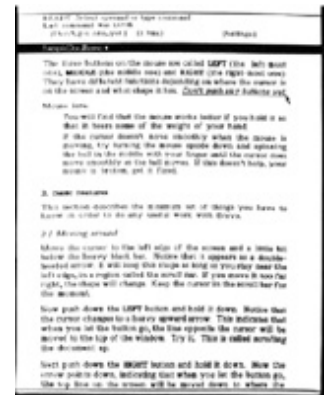 READY: Select operand or type command
Last command was
SampleDoc.Bravo
The three buttons on the mouse are called LEFT (the left most
one), MIDDLE (the middle one) and RIGHT (the right most one)
They have different functions depending on where the cursor is
on the screen and what shape it has. Don't push any buttons yet.
Mouse lore
You will find that the mouse works better if you hold it so
that it bears some of the weight of your hand.
If the cursor doesn't move smoothly when the mouse is
moving, try turning the mouse upside down and spinning
the ball in the middle with your finger until the cursor does
move smoothly as the ball moves. If this doesn't help, your
mouse is broken; get it fixed.
2. Basic features
This section describes the minimum set of things you have to
know in order to do any useful work with Bravo.
2.1 Moving around
Move the cursor to the left edge of the screen and a little bit
below the heavy black bar. Notice that it appears as a double-
headed arrow. It will keep this shape as long as you stay near the
left edge, in a region called the scroll bar. If you move it too far
right, the shape will change. Keep the cursor in the scroll bar for
the moment.
Now push down the LEFT button and hold it down. Notice that
the cursor changes to a heavy upward arrow. This indicates that
when you let the button go, the line opposite the cursor will be
moved to the top of the window. Try it. This is called scrolling
the document up.
Next push down the RIGHT button and hold it down. Now the
arrow points down, indicating that when you let the button go,
the top line on the screen will be moved down to where the